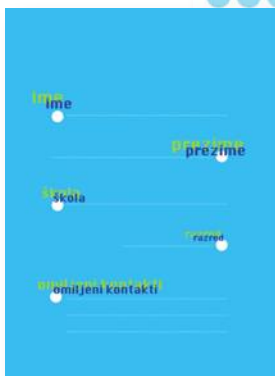 ime
ime
prezime
prezime
škola
škola
razred
razred
omiljeni kontakti
omiljeni kontakti